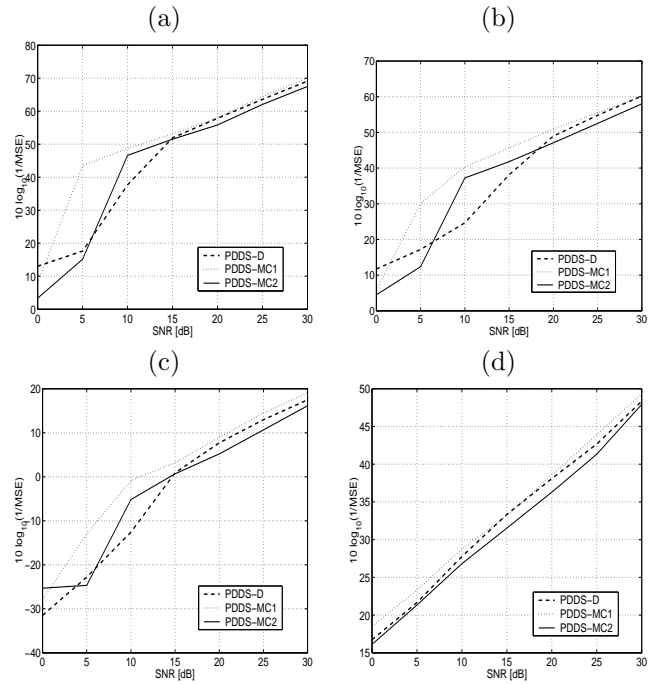 (a)
80
70
60
50
40
30
20
10
0
10 log10(1/MSE)
0 5 10 15 20 25 30
SNR [dB]
PDDS-D
PDDS-MC1
PDDS-MC2
(b)
70
60
50
40
30
20
10
0
10 log10(1/MSE)
0 5 10 15 20 25 30
SNR [dB]
PDDS-D
PDDS-MC1
PDDS-MC2
(c)
20
10
0
−10
−20
−30
−40
10 log10(1/MSE)
0 5 10 15 20 25 30
SNR [dB]
PDDS-D
PDDS-MC1
PDDS-MC2
(d)
50
45
40
35
30
25
20
15
10 log10(1/MSE)
0 5 10 15 20 25 30
SNR [dB]
PDDS-D
PDDS-MC1
PDDS-MC2